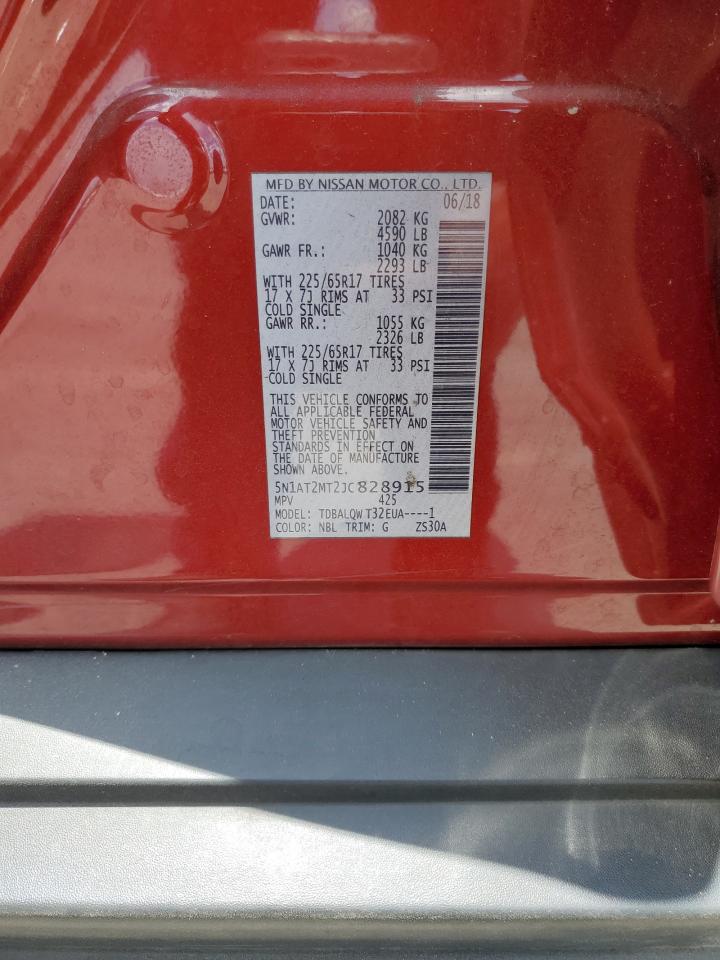 MFD BY NISSAN MOTOR CO., LTD.
DATE: 06/18
GVWR: 2082 KG
4590 LB
GAWR FR.: 1040 KG
2293 LB
WITH 225/65R17 TIRES
17 X 7J RIMS AT 33 PSI
COLD SINGLE
GAWR RR.: 1055 KG
2326 LB
WITH 225/65R17 TIRES
17 X 7J RIMS AT 33 PSI
COLD SINGLE
THIS VEHICLE CONFORMS TO
ALL APPLICABLE FEDERAL
MOTOR VEHICLE SAFETY AND
THEFT PREVENTION
STANDARDS IN EFFECT ON
THE DATE OF MANUFACTURE
SHOWN ABOVE.
5N1AT2MT2JC828915
MPV 425
MODEL: TDBALQW T32EUA----1
COLOR: NBL TRIM: G ZS30A